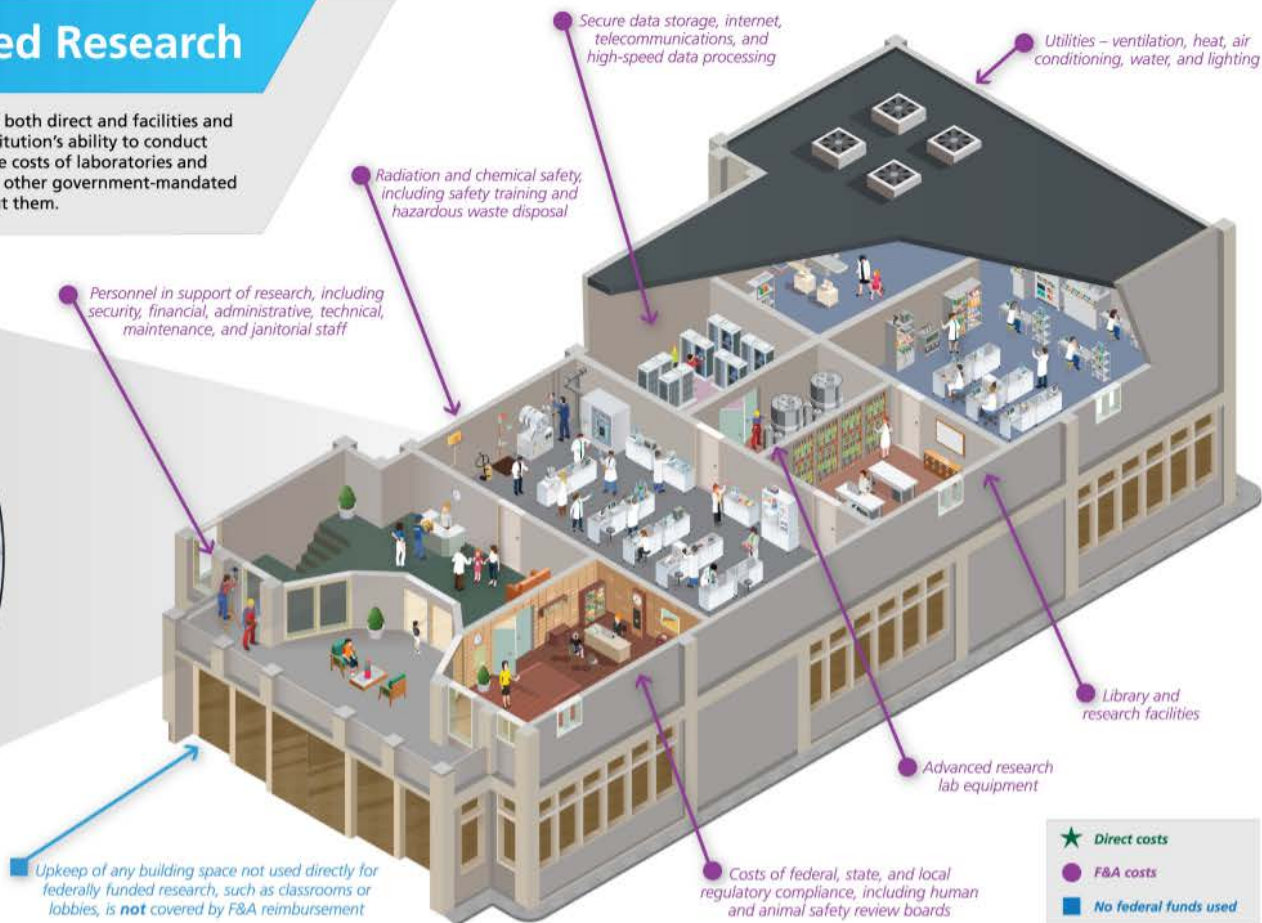 ed Research
both direct and facilities and
titution's ability to conduct
e costs of laboratories and
other government-mandated
t them.
Secure data storage, internet,
telecommunications, and
high-speed data processing
Utilities – ventilation, heat, air
conditioning, water, and lighting
Radiation and chemical safety,
including safety training and
hazardous waste disposal
Personnel in support of research, including
security, financial, administrative, technical,
maintenance, and janitorial staff
Library and
research facilities
Advanced research
lab equipment
Costs of federal, state, and local
regulatory compliance, including human
and animal safety review boards
Upkeep of any building space not used directly for
federally funded research, such as classrooms or
lobbies, is not covered by F&A reimbursement
Direct costs
F&A costs
No federal funds used